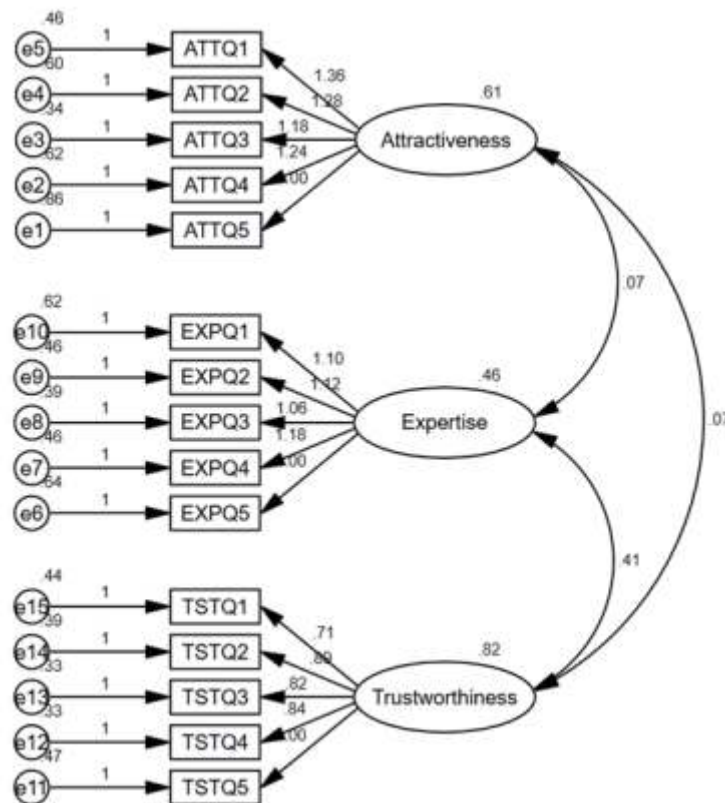 .46
e5 1 ATTQ1
.60
e4 1 ATTQ2
.34
e3 1 ATTQ3
.62
e2 1 ATTQ4
.86
e1 1 ATTQ5
1.36
1.28
1.18
1.24
1.00
.61
Attractiveness
.07
.62
e10 1 EXPQ1
.46
e9 1 EXPQ2
.39
e8 1 EXPQ3
.46
e7 1 EXPQ4
.64
e6 1 EXPQ5
1.10
1.12
1.06
1.18
1.00
.46
Expertise
.07
.41
.44
e15 1 TSTQ1
.39
e14 1 TSTQ2
.33
e13 1 TSTQ3
.33
e12 1 TSTQ4
.47
e11 1 TSTQ5
.71
.89
.82
.84
1.00
.82
Trustworthiness